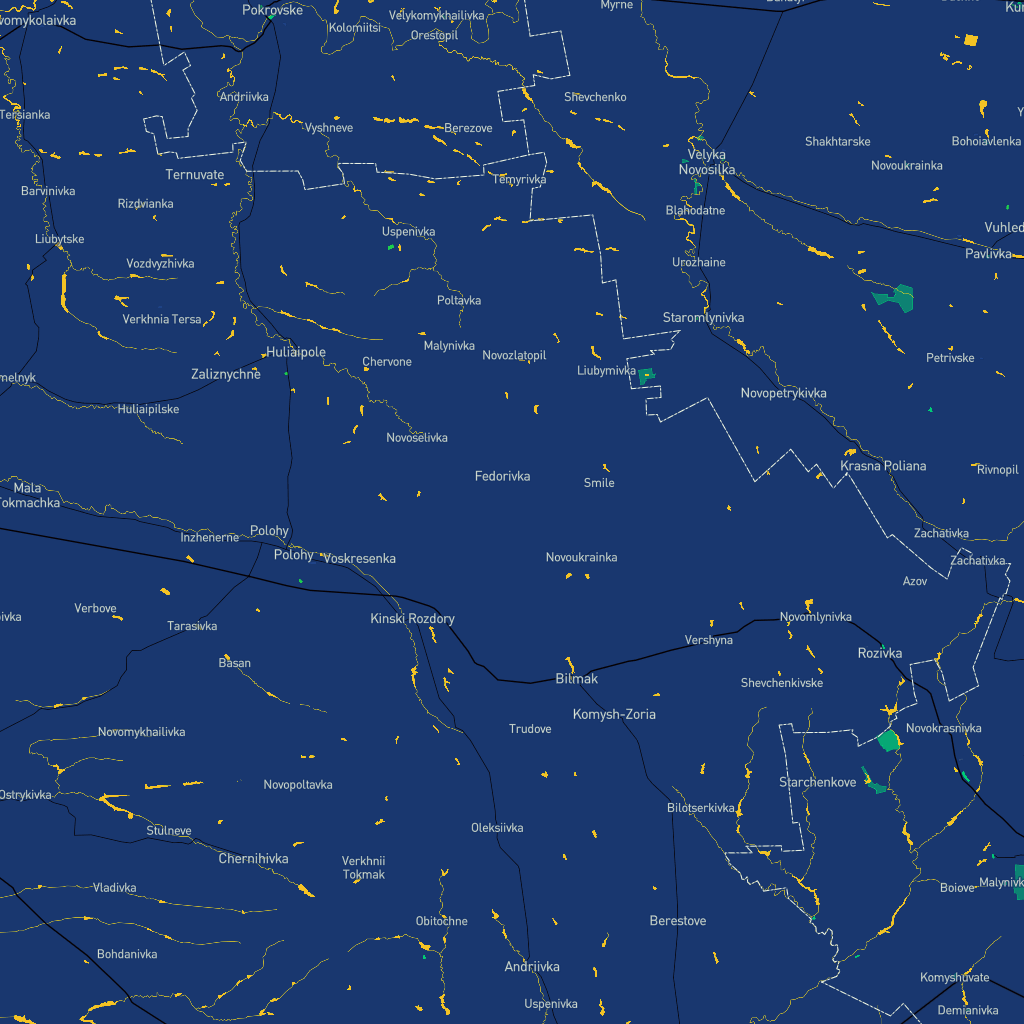 Pokrovske
Velykomykhailivka
Myrne
Kolomiitsi
Orestopil
Andriivka
Shevchenko
Tersianka
Vyshneve
Berezove
Shakhtarske
Bohoiavlenka
Velyka
Novosilka
Novoukrainka
Ternuvate
Temyrivka
Barvinivka
Rizdvianka
Blahodatne
Liubytske
Uspenivka
Pavlivka
Vozdvyzhivka
Urozhaine
Poltavka
Verkhnia Tersa
Staromlynivka
Huliaipole
Malynivka
Novozlatopil
Chervone
Petrivske
Zaliznychne
Liubymivka
Novopetrykivka
Huliaipilske
Novoselivka
Krasna Poliana
Rivnopil
Fedorivka
Smile
Mala
Tokmachka
Polohy
Inzhenerne
Zachativka
Polohy
Voskresenka
Novoukrainka
Zachativka
Azov
Verbove
Kinski Rozdory
Novomlynivka
Tarasivka
Vershyna
Rozivka
Basan
Bilmak
Shevchenkivske
Komysh-Zoria
Novomykhailivka
Trudove
Novokrasnivka
Novopoltavka
Starchenkove
Ostrykivka
Bilotserkivka
Stulneve
Oleksiivka
Chernihivka
Verkhnii
Tokmak
Vladivka
Boiove
Obitochne
Berestove
Bohdanivka
Andriivka
Komyshuvate
Uspenivka
Demianivka